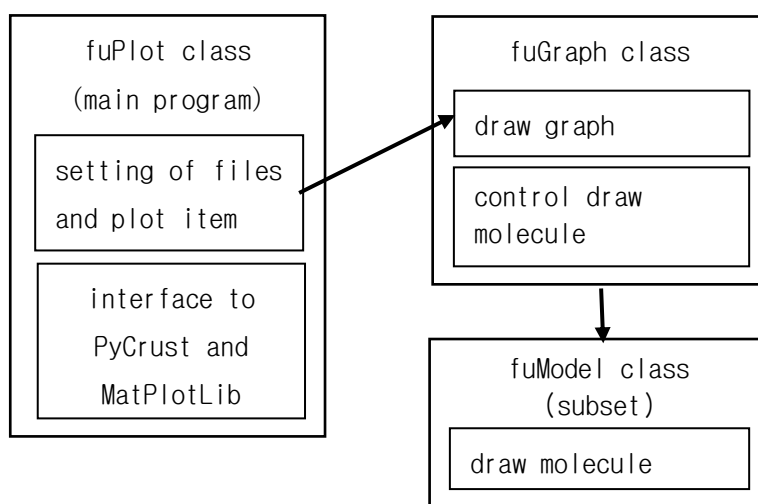 fuPlot class
(main program)
setting of files
and plot item
interface to
PyCrust and
MatPlotLib
fuGraph class
draw graph
control draw
molecule
fuModel class
(subset)
draw molecule